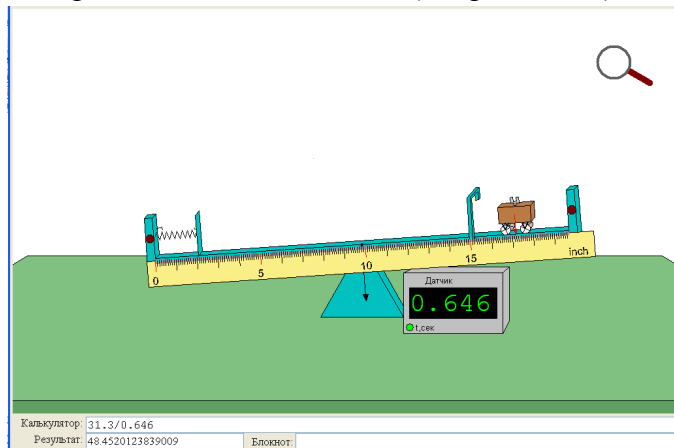 0 5 10 15 inch
Датчик
0.646
t,сек
Калькулятор: 31.3/0.646
Результат: 48.4520123839009 Блокнот: